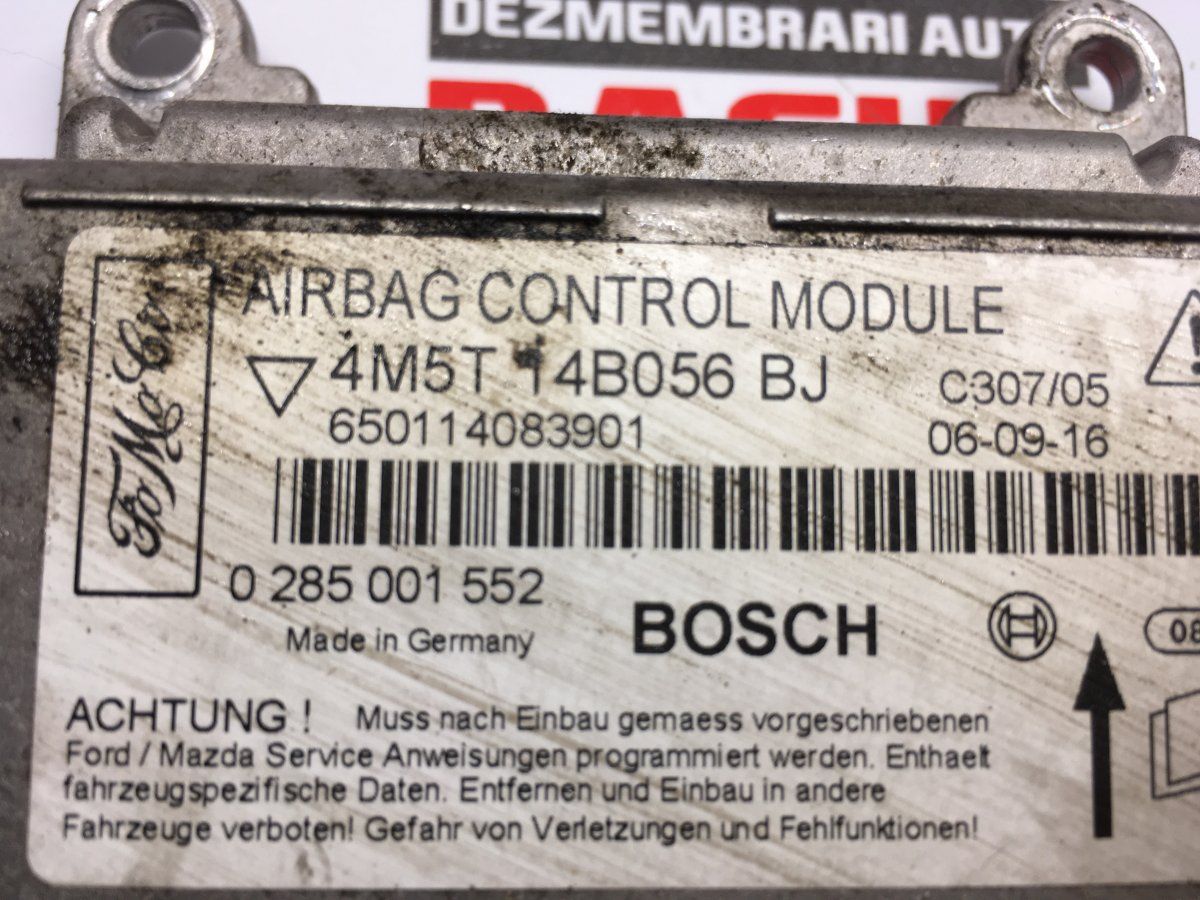 DEZMEMBRARI AUT
AIRBAG CONTROL MODULE
4M5T 14B056 BJ
C307/05
650114083901
06-09-16
FoMoCo
0 285 001 552
Made in Germany
BOSCH
08
ACHTUNG ! Muss nach Einbau gemaess vorgeschriebenen
Ford / Mazda Service Anweisungen programmiert werden. Enthaelt
fahrzeugspezifische Daten. Entfernen und Einbau in andere
Fahrzeuge verboten! Gefahr von Verletzungen und Fehlfunktionen!